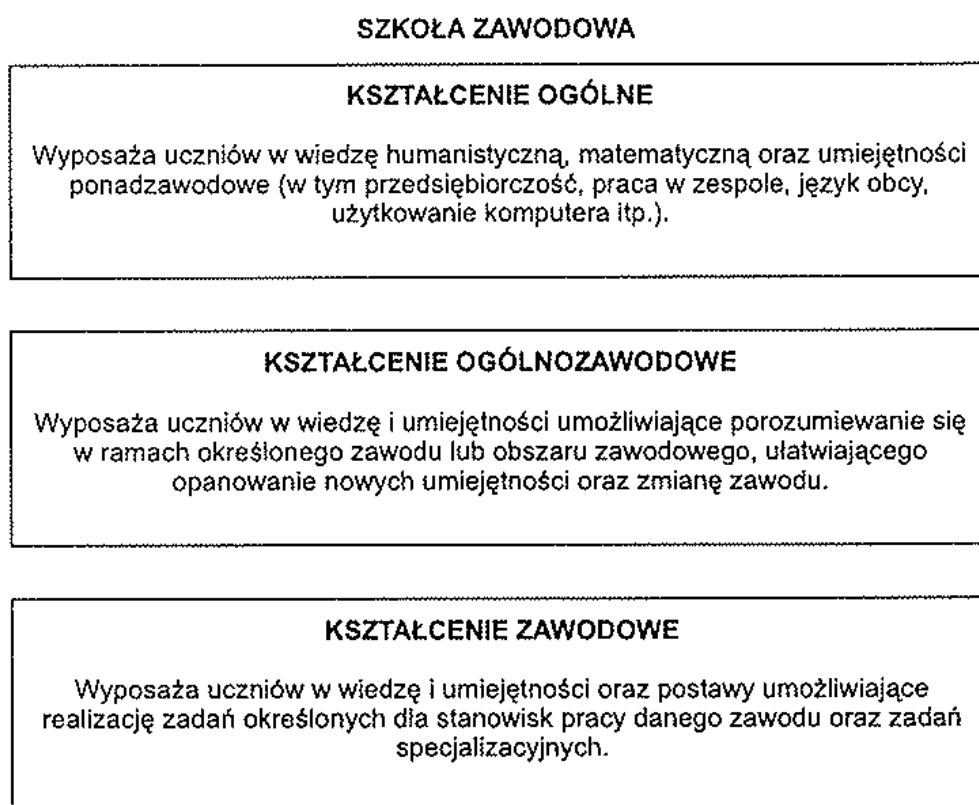 SZKOŁA ZAWODOWA
KSZTAŁCENIE OGÓLNE
Wyposaża uczniów w wiedzę humanistyczną, matematyczną oraz umiejętności
ponadzawodowe (w tym przedsiębiorczość, praca w zespole, język obcy,
użytkowanie komputera itp.).
KSZTAŁCENIE OGÓLNOZAWODOWE
Wyposaża uczniów w wiedzę i umiejętności umożliwiające porozumiewanie się
w ramach określonego zawodu lub obszaru zawodowego, ułatwiającego
opanowanie nowych umiejętności oraz zmianę zawodu.
KSZTAŁCENIE ZAWODOWE
Wyposaża uczniów w wiedzę i umiejętności oraz postawy umożliwiające
realizację zadań określonych dla stanowisk pracy danego zawodu oraz zadań
specjalizacyjnych.